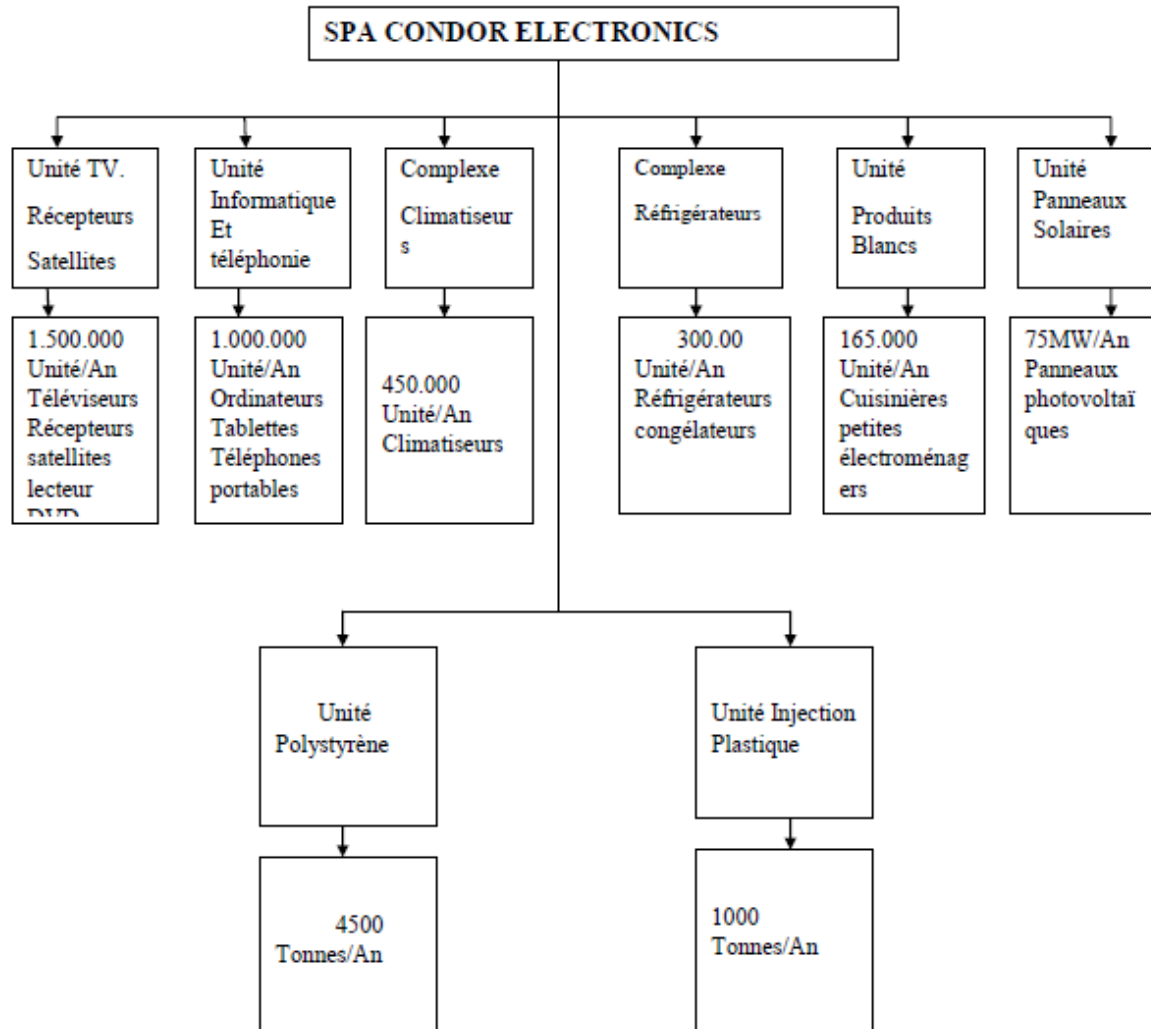 SPA CONDOR ELECTRONICS
Unité TV.
Récepteurs
Satellites
Unité
Informatique
Et
téléphonie
Complexe
Climatiseur
s
Complexe
Réfrigérateurs
Unité
Produits
Blancs
Unité
Panneaux
Solaires
1.500.000
Unité/An
Téléviseurs
Récepteurs
satellites
lecteur
DVD
1.000.000
Unité/An
Ordinateurs
Tablettes
Téléphones
portables
450.000
Unité/An
Climatiseurs
300.00
Unité/An
Réfrigérateurs
congélateurs
165.000
Unité/An
Cuisinières
petites
électroménag
ers
75MW/An
Panneaux
photovoltaï
ques
Unité
Polystyrène
Unité Injection
Plastique
4500
Tonnes/An
1000
Tonnes/An